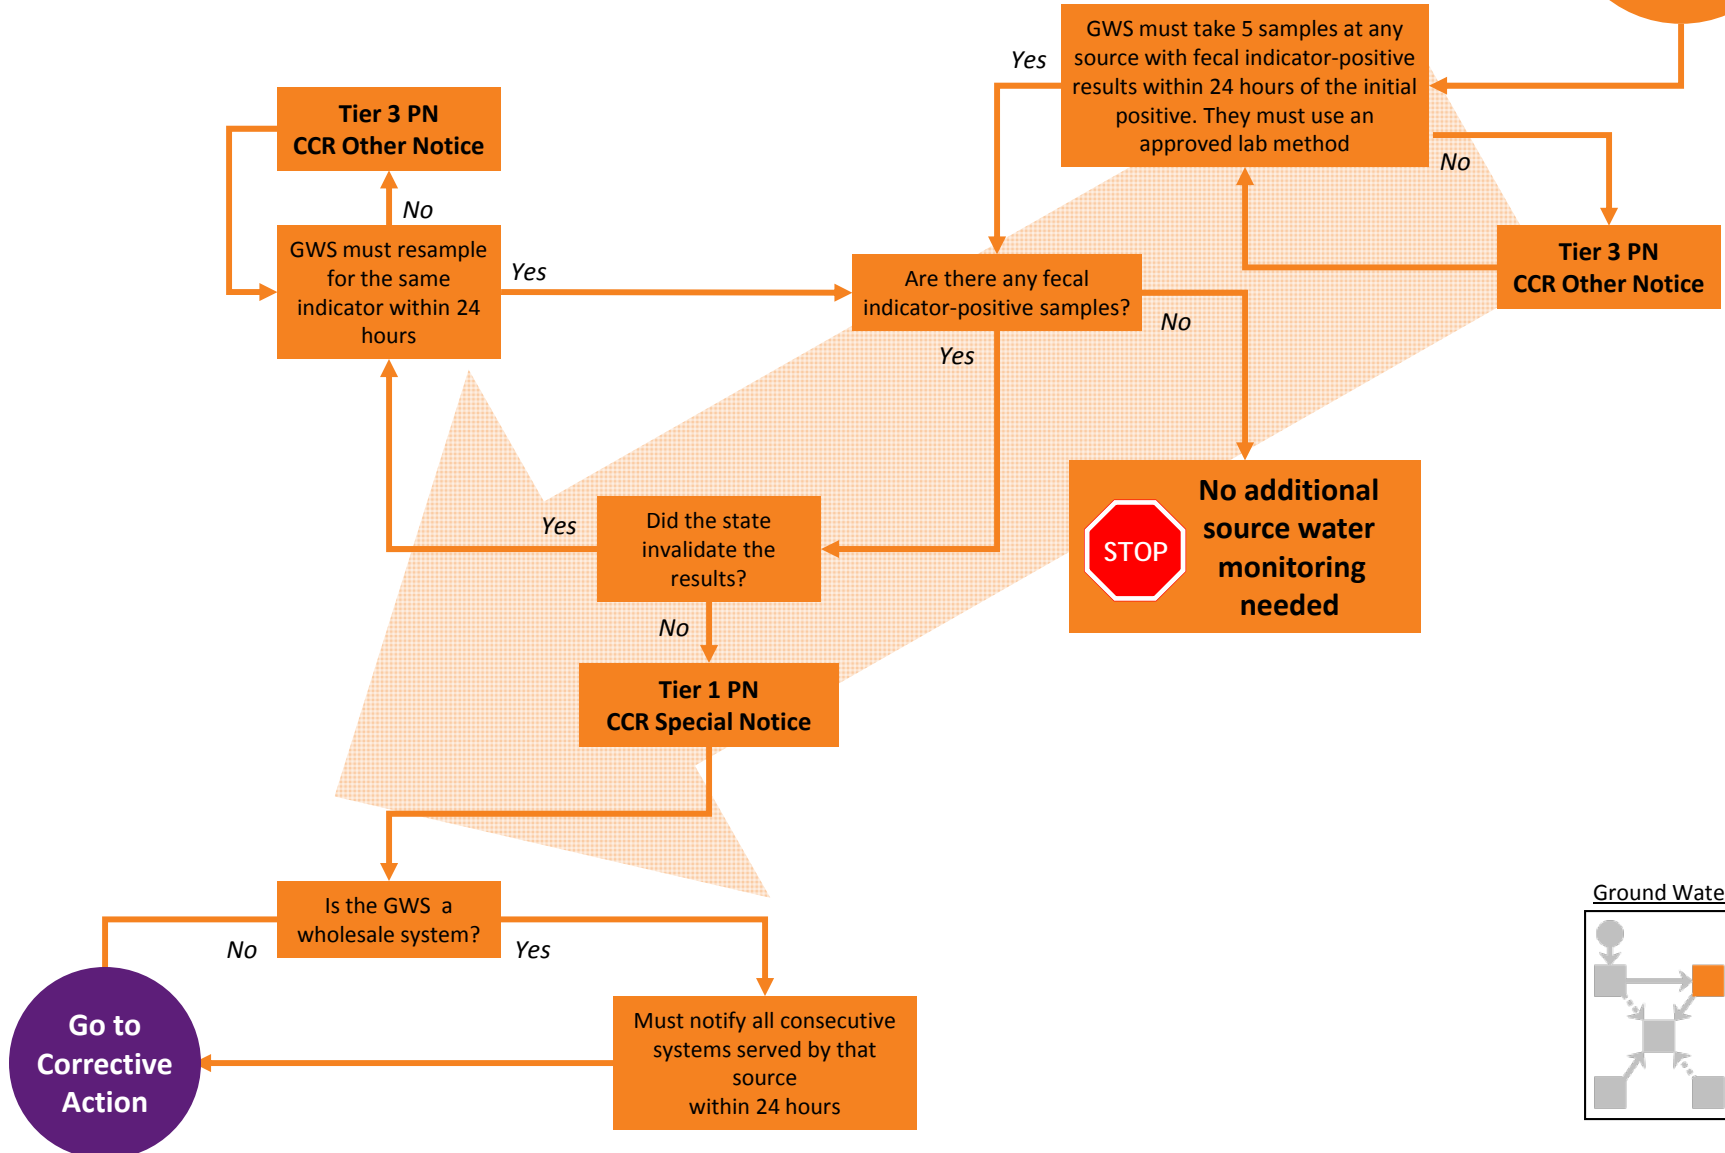 GWS must take 5 samples at any
source with fecal indicator-positive
results within 24 hours of the initial
positive. They must use an
approved lab method
Yes
No
Tier 3 PN
CCR Other Notice
Tier 3 PN
CCR Other Notice
No
GWS must resample
for the same
indicator within 24
hours
Yes
Are there any fecal
indicator-positive samples?
No
Yes
Did the state
invalidate the
results?
Yes
No
STOP
No additional
source water
monitoring
needed
Tier 1 PN
CCR Special Notice
Is the GWS a
wholesale system?
No
Yes
Go to
Corrective
Action
Must notify all consecutive
systems served by that
source
within 24 hours
Ground Wate